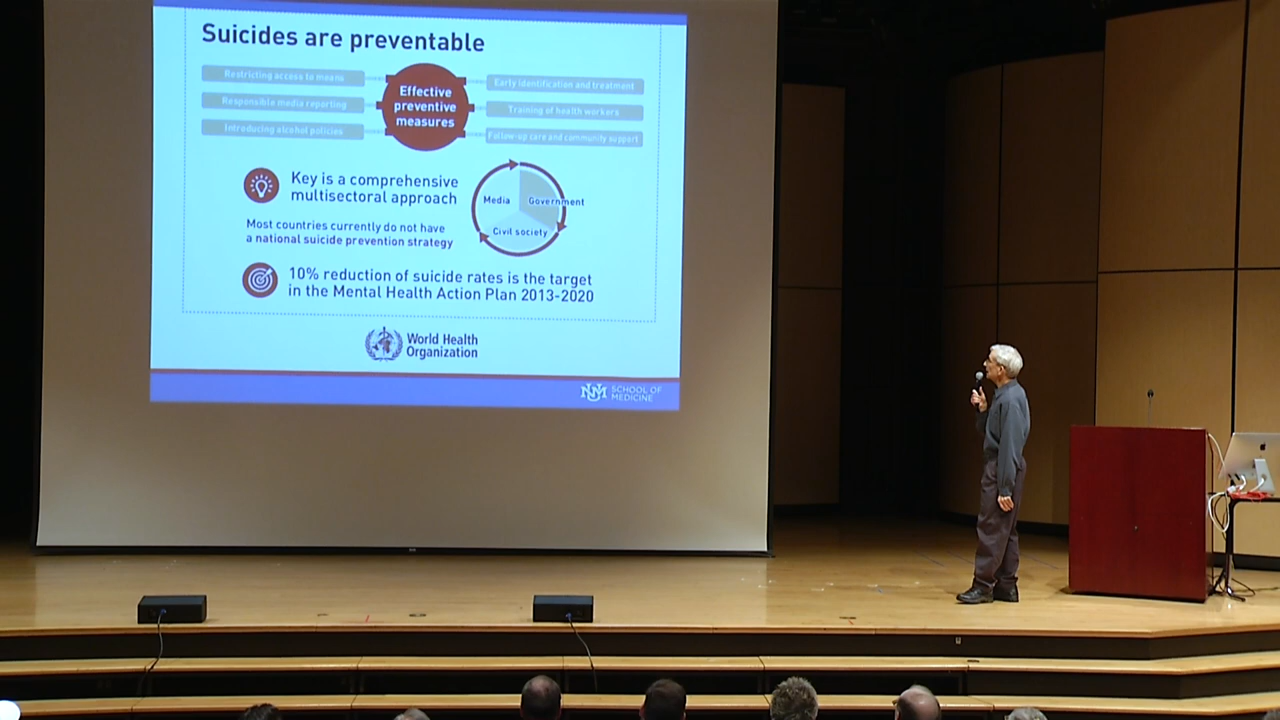 Suicides are preventable
Restricting access to means
Responsible media reporting
Introducing alcohol policies
Effective
preventive
measures
Early identification and treatment
Training of health workers
Follow-up care and community support
Key is a comprehensive
multisectoral approach
Most countries currently do not have
a national suicide prevention strategy
Media
Government
Civil society
10% reduction of suicide rates is the target
in the Mental Health Action Plan 2013-2020
World Health
Organization
UNM
SCHOOL OF
MEDICINE